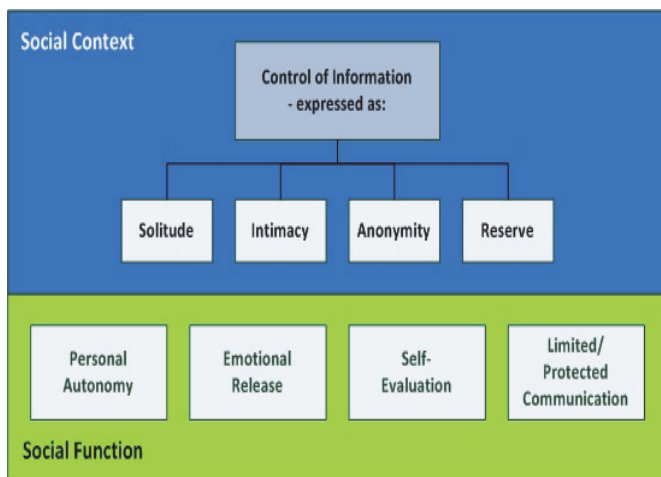 Social Context
Control of Information
- expressed as:
Solitude
Intimacy
Anonymity
Reserve
Personal
Autonomy
Emotional
Release
Self-
Evaluation
Limited/
Protected
Communication
Social Function